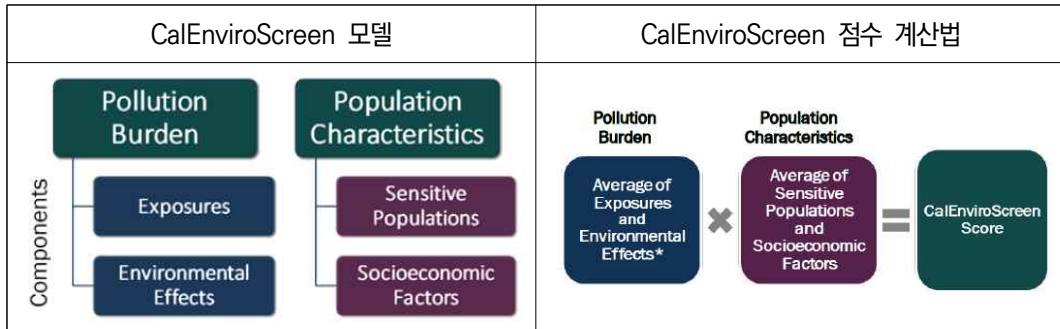 CalEnviroScreen 모델
CalEnviroScreen 점수 계산법
Components
Pollution
Burden
Exposures
Environmental
Effects
Population
Characteristics
Sensitive
Populations
Socioeconomic
Factors
Pollution
Burden
Average of
Exposures
and
Environmental
Effects*
×
Population
Characteristics
Average of
Sensitive
Populations
and
Socioeconomic
Factors
=
CalEnviroScreen
Score